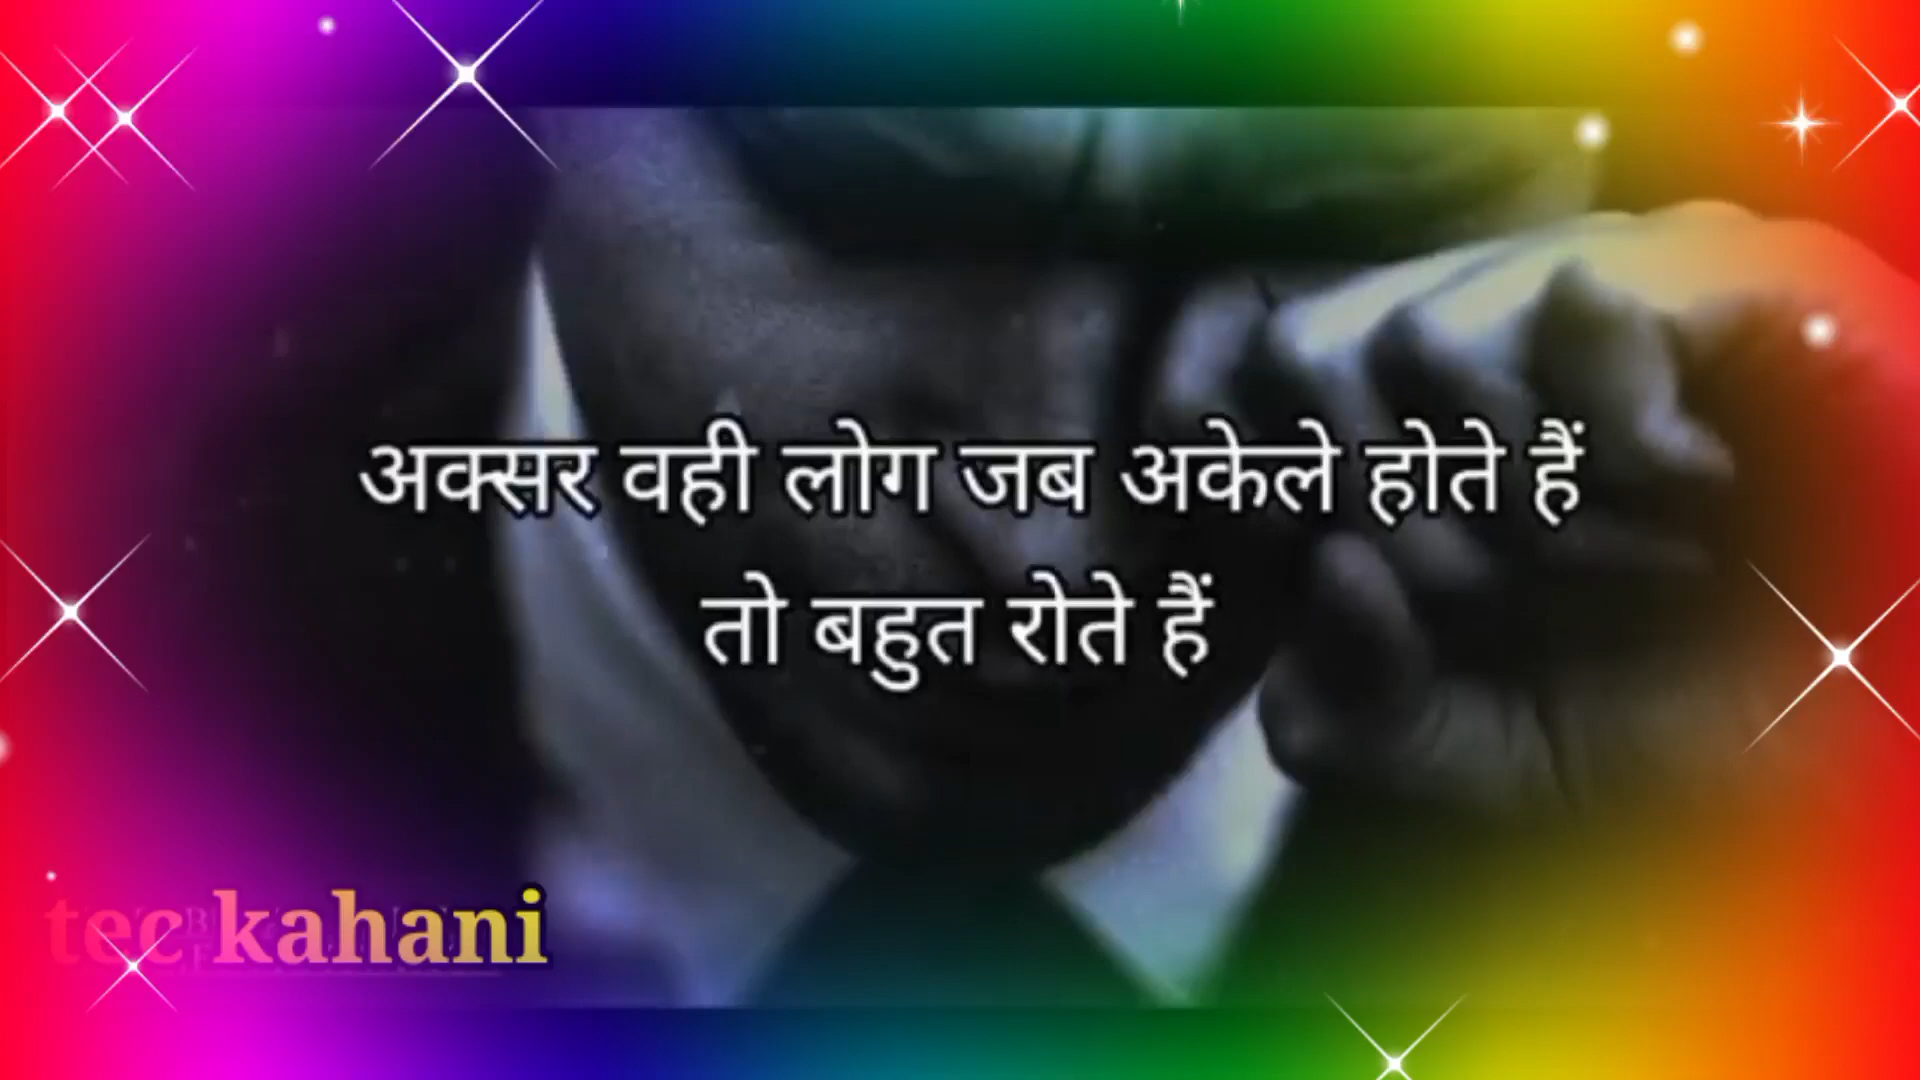 अक्सर वही लोग जब अकेले होते हैं
तो बहुत रोते हैं
tec kahani